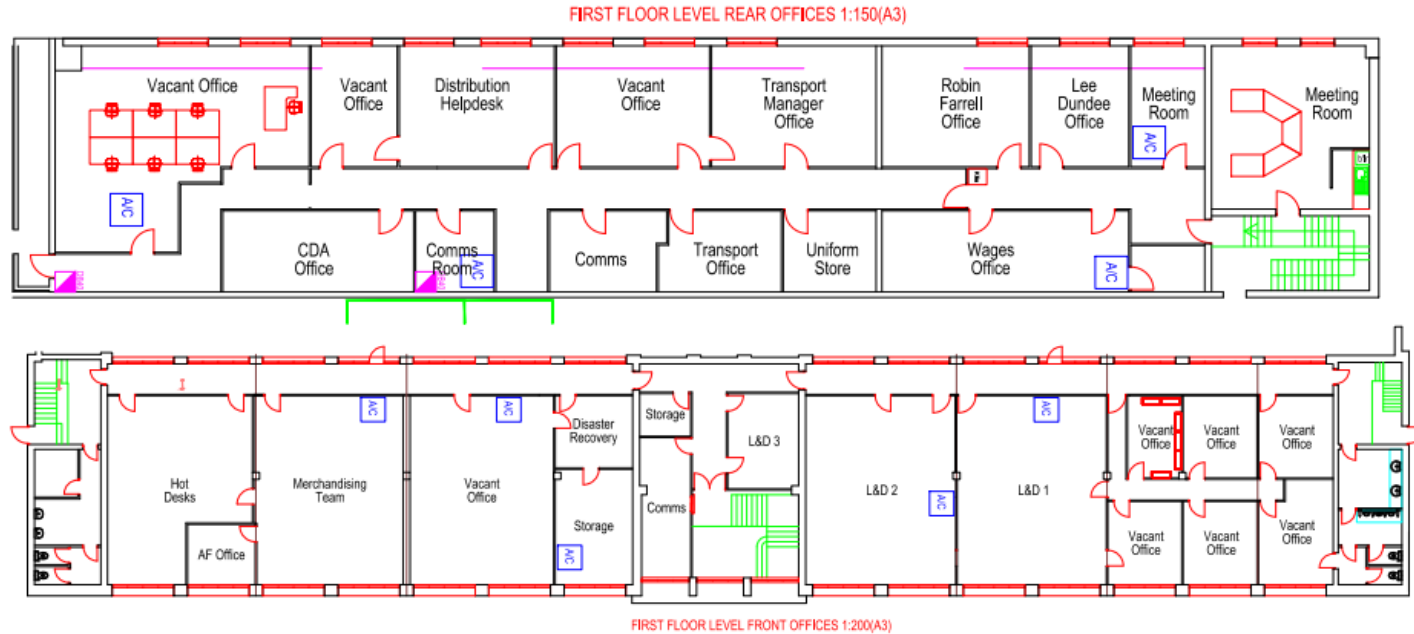 FIRST FLOOR LEVEL REAR OFFICES 1:150(A3)
Vacant Office
Vacant
Office
Distribution
Helpdesk
Vacant
Office
Transport
Manager
Office
Robin
Farrell
Office
Lee
Dundee
Office
Meeting
Room
A/C
Meeting
Room
A/C
CDA
Office
Comms
Room
A/C
Comms
Transport
Office
Uniform
Store
Wages
Office
A/C
Hot
Desks
AF Office
Merchandising
Team
A/C
Vacant
Office
A/C
Disaster
Recovery
Storage
A/C
Storage
Comms
L&D 3
L&D 2
A/C
L&D 1
A/C
Vacant
Office
Vacant
Office
Vacant
Office
Vacant
Office
Vacant
Office
Vacant
Office
FIRST FLOOR LEVEL FRONT OFFICES 1:200(A3)